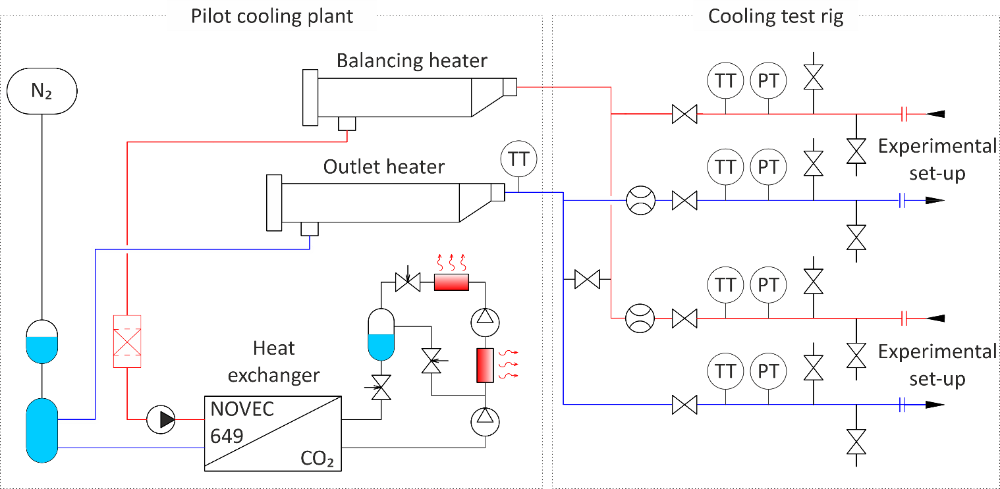 Pilot cooling plant
Cooling test rig
Balancing heater
N₂
TT
PT
Experimental
set-up
Outlet heater
TT
TT
PT
Heat
exchanger
NOVEC
649
CO₂
TT
PT
Experimental
set-up
TT
PT